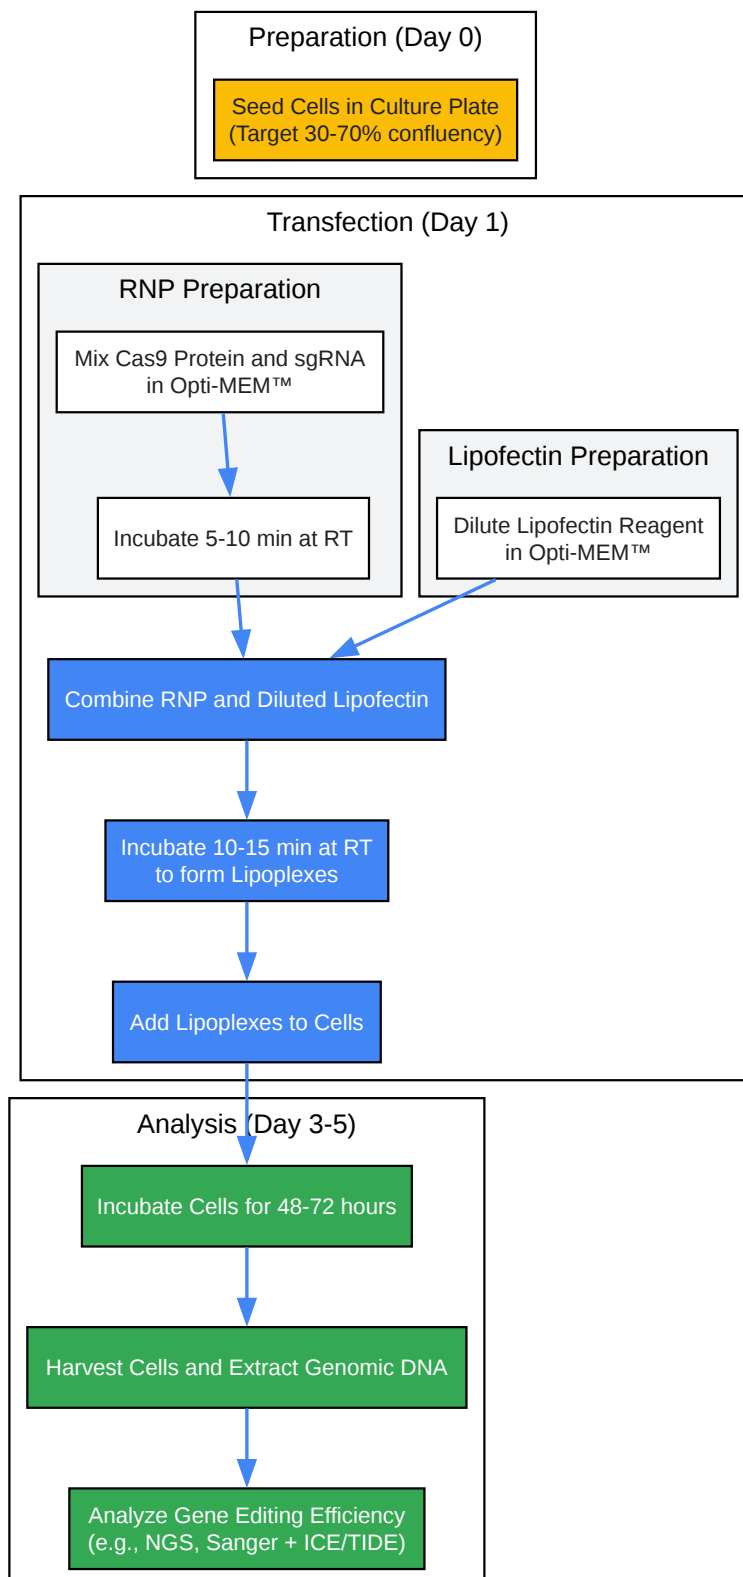 Preparation (Day 0)
Seed Cells in Culture Plate
(Target 30-70% confluency)
Transfection (Day 1)
RNP Preparation
Mix Cas9 Protein and sgRNA
in Opti-MEM™
Incubate 5-10 min at RT
Lipofectin Preparation
Dilute Lipofectin Reagent
in Opti-MEM™
Combine RNP and Diluted Lipofectin
Incubate 10-15 min at RT
to form Lipoplexes
Add Lipoplexes to Cells
Analysis (Day 3-5)
Incubate Cells for 48-72 hours
Harvest Cells and Extract Genomic DNA
Analyze Gene Editing Efficiency
(e.g., NGS, Sanger + ICE/TIDE)